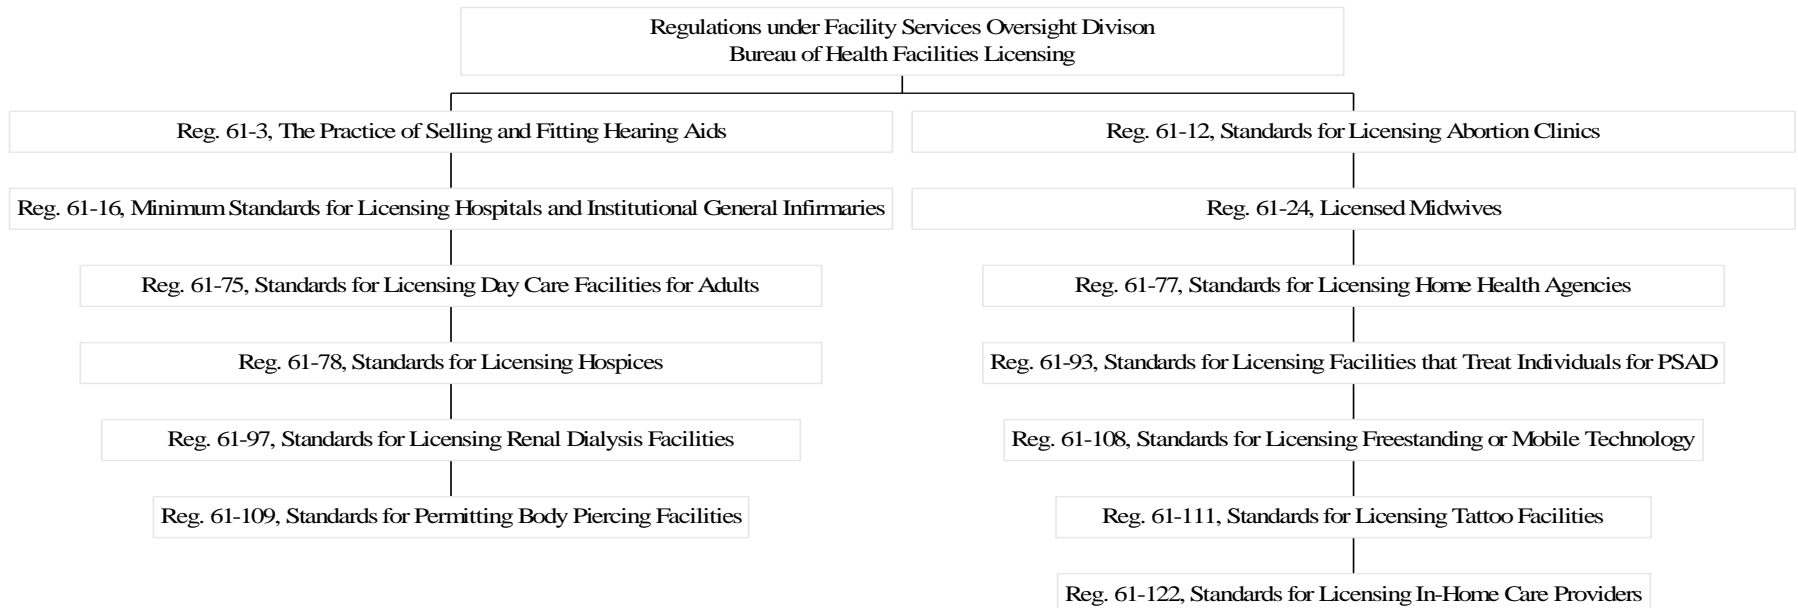 Regulations under Facility Services Oversight Divison
Bureau of Health Facilities Licensing
Reg. 61-3, The Practice of Selling and Fitting Hearing Aids
Reg. 61-12, Standards for Licensing Abortion Clinics
Reg. 61-16, Minimum Standards for Licensing Hospitals and Institutional General Infirmaries
Reg. 61-24, Licensed Midwives
Reg. 61-75, Standards for Licensing Day Care Facilities for Adults
Reg. 61-77, Standards for Licensing Home Health Agencies
Reg. 61-78, Standards for Licensing Hospices
Reg. 61-93, Standards for Licensing Facilities that Treat Individuals for PSAD
Reg. 61-97, Standards for Licensing Renal Dialysis Facilities
Reg. 61-108, Standards for Licensing Freestanding or Mobile Technology
Reg. 61-109, Standards for Permitting Body Piercing Facilities
Reg. 61-111, Standards for Licensing Tattoo Facilities
Reg. 61-122, Standards for Licensing In-Home Care Providers